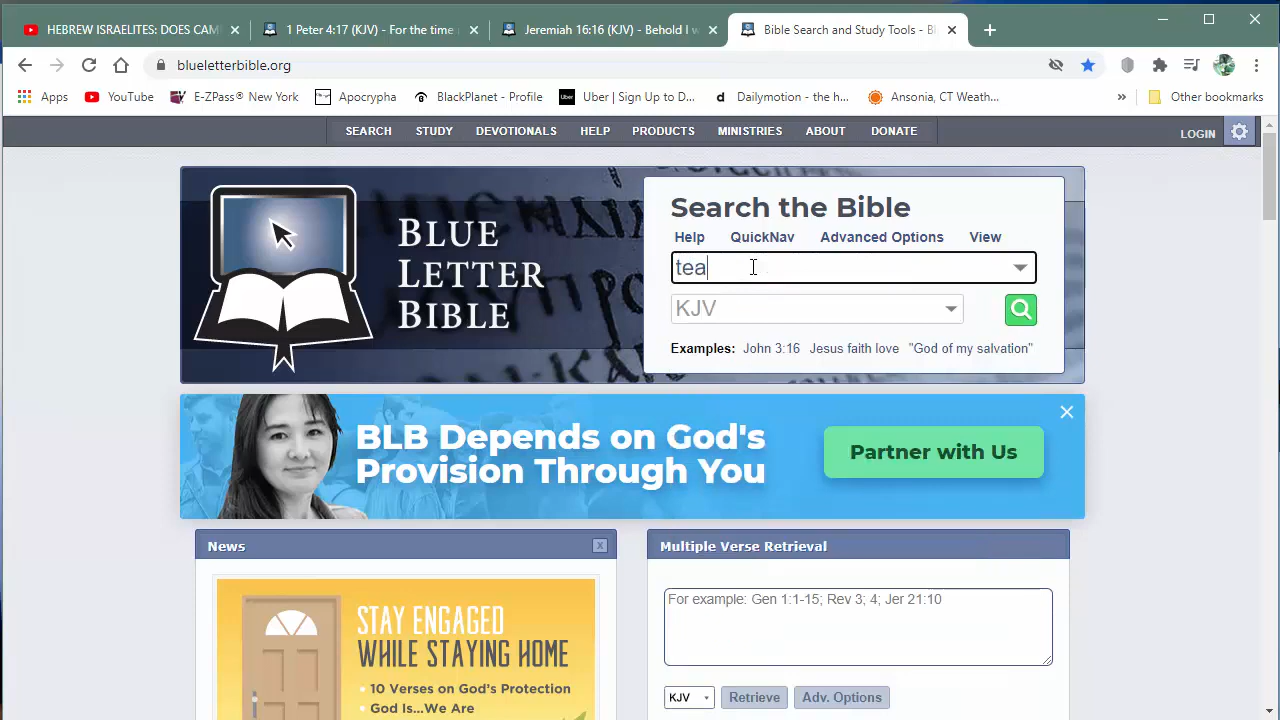 HEBREW ISRAELITES: DOES CAM
1 Peter 4:17 (KJV) - For the time
Jeremiah 16:16 (KJV) - Behold I w
Bible Search and Study Tools - Bl
blueletterbible.org
Apps
YouTube
E-ZPass® New York
Apocrypha
BlackPlanet - Profile
Uber | Sign Up to D...
Dailymotion - the h...
Ansonia, CT Weath...
»
Other bookmarks
SEARCH STUDY DEVOTIONALS HELP PRODUCTS MINISTRIES ABOUT DONATE
LOGIN
BLUE
LETTER
BIBLE
Search the Bible
Help QuickNav Advanced Options View
tea
KJV
Examples: John 3:16 Jesus faith love "God of my salvation"
BLB Depends on God's
Provision Through You
Partner with Us
News
STAY ENGAGED
WHILE STAYING HOME
• 10 Verses on God's Protection
• God Is...We Are
Multiple Verse Retrieval
For example: Gen 1:1-15; Rev 3; 4; Jer 21:10
KJV Retrieve Adv. Options